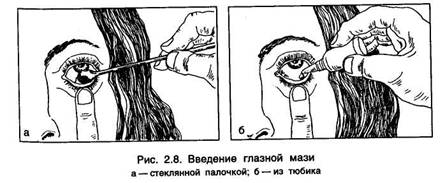 а
б
Рис. 2.8. Введение глазной мази
а — стеклянной палочкой; б — из тюбика